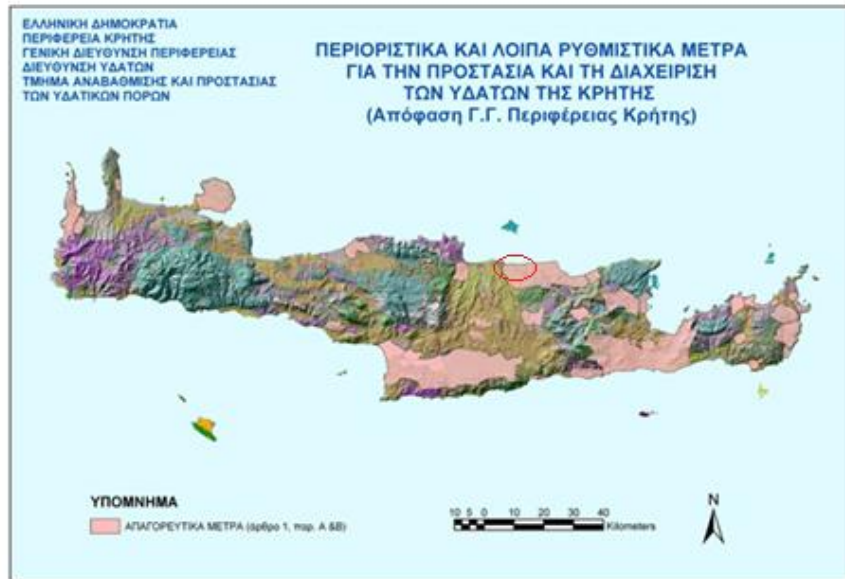 ΕΛΛΗΝΙΚΗ ΔΗΜΟΚΡΑΤΙΑ
ΠΕΡΙΦΕΡΕΙΑ ΚΡΗΤΗΣ
ΓΕΝΙΚΗ ΔΙΕΥΘΥΝΣΗ ΠΕΡΙΦΕΡΕΙΑΣ
ΔΙΕΥΘΥΝΣΗ ΥΔΑΤΩΝ
ΤΜΗΜΑ ΑΝΑΒΑΘΜΙΣΗΣ ΚΑΙ ΠΡΟΣΤΑΣΙΑΣ
ΤΩΝ ΥΔΑΤΙΚΩΝ ΠΟΡΩΝ
ΠΕΡΙΟΡΙΣΤΙΚΑ ΚΑΙ ΛΟΙΠΑ ΡΥΘΜΙΣΤΙΚΑ ΜΕΤΡΑ
ΓΙΑ ΤΗΝ ΠΡΟΣΤΑΣΙΑ ΚΑΙ ΤΗ ΔΙΑΧΕΙΡΙΣΗ
ΤΩΝ ΥΔΑΤΩΝ ΤΗΣ ΚΡΗΤΗΣ
(Απόφαση Γ.Γ. Περιφέρειας Κρήτης)
ΥΠΟΜΝΗΜΑ
ΑΠΑΓΟΡΕΥΤΙΚΑ ΜΕΤΡΑ (άρθρο 1, παρ. Α &Β)
10 5 0 10 20 30 40
Kilometers
N